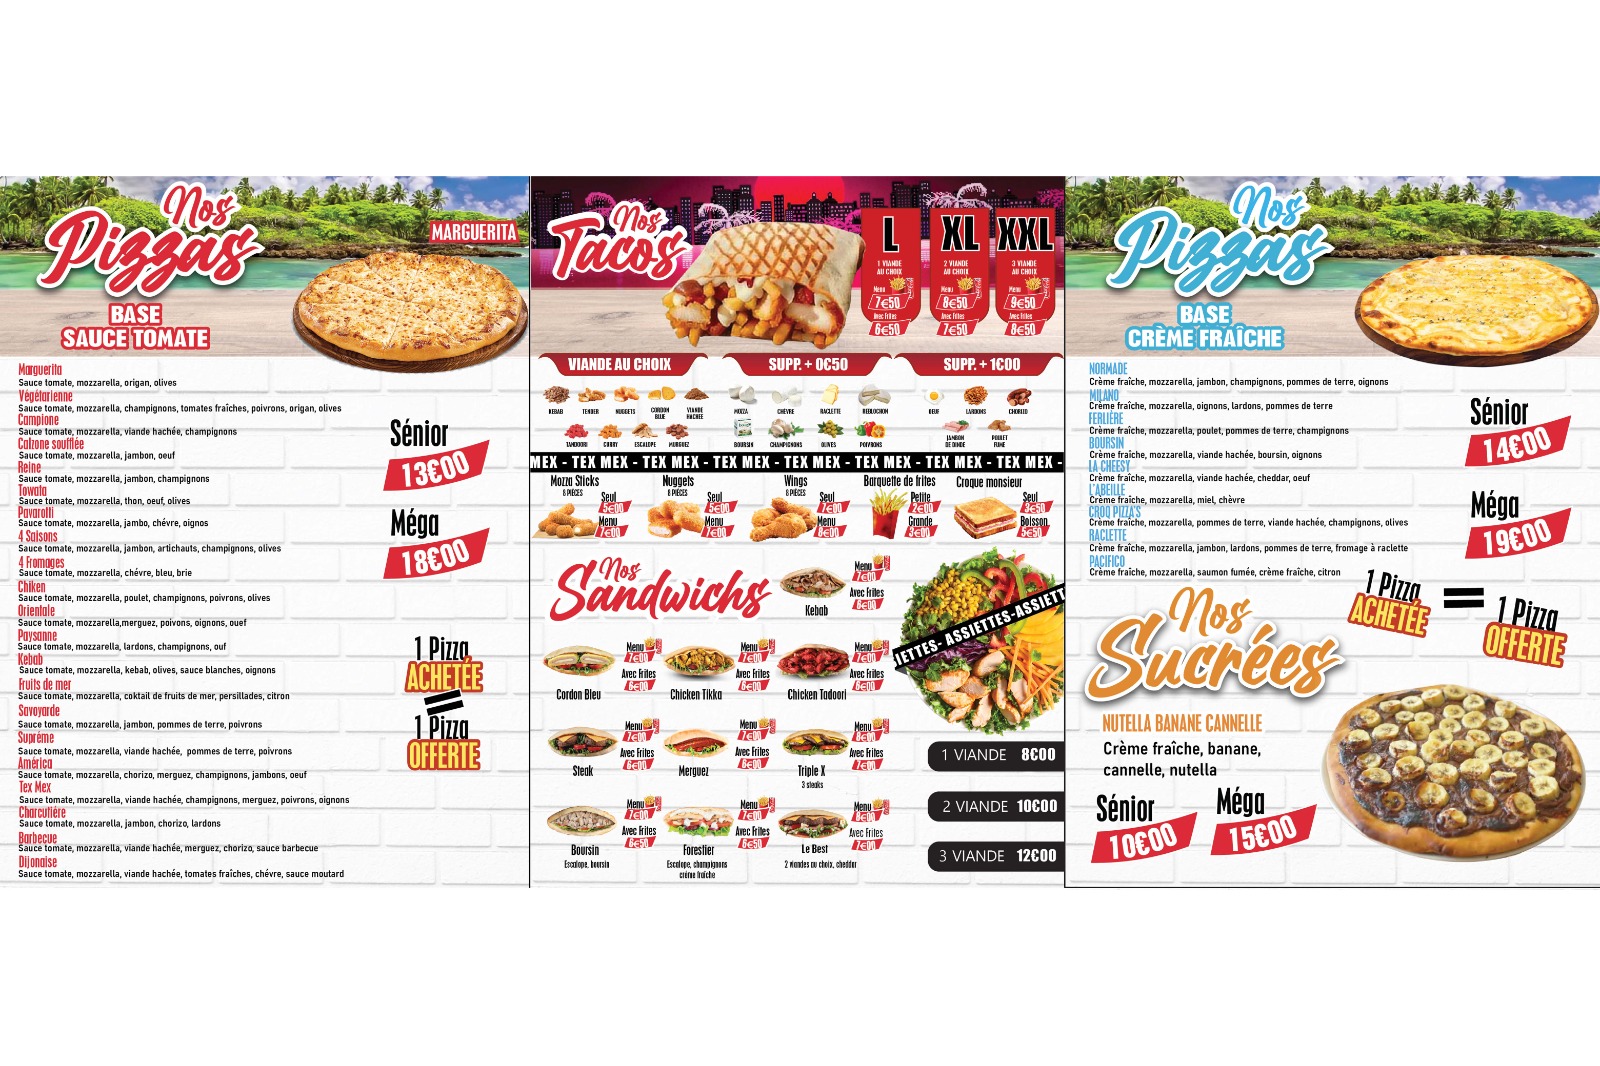 Nos
Pizzas
BASE
SAUCE TOMATE
MARGUERITA
Marguerita
Sauce tomate, mozzarella, origan, olives
Végétarienne
Sauce tomate, mozzarella, champignons, tomates fraîches, poivrons, origan, olives
Campione
Sauce tomate, mozzarella, viande hachée, champignons
Calzone soufflée
Sauce tomate, mozzarella, jambon, oeuf
Reine
Sauce tomate, mozzarella, jambon, champignons
Towata
Sauce tomate, mozzarella, thon, oeuf, olives
Pavarotti
Sauce tomate, mozzarella, jambo, chévre, oignos
4 Saisons
Sauce tomate, mozzarella, jambon, artichauts, champignons, olives
4 Fromages
Sauce tomate, mozzarella, chévre, bleu, brie
Chiken
Sauce tomate, mozzarella, poulet, champignons, poivrons, olives
Orientale
Sauce tomate, mozzarella,merguez, poivons, oignons, ouef
Paysanne
Sauce tomate, mozzarella, lardons, champignons, ouf
Kebab
Sauce tomate, mozzarella, kebab, olives, sauce blanches, oignons
Fruits de mer
Sauce tomate, mozzarella, coktail de fruits de mer, persillades, citron
Savoyarde
Sauce tomate, mozzarella, jambon, pommes de terre, poivrons
Suprême
Sauce tomate, mozzarella, viande hachée, pommes de terre, poivrons
América
Sauce tomate, mozzarella, chorizo, merguez, champignons, jambons, oeuf
Tex Mex
Sauce tomate, mozzarella, viande hachée, champignons, merguez, poivrons, oignons
Charcutière
Sauce tomate, mozzarella, jambon, chorizo, lardons
Barbecue
Sauce tomate, mozzarella, viande hachée, merguez, chorizo, sauce barbecue
Dijonaise
Sauce tomate, mozzarella, viande hachée, tomates fraîches, chévre, sauce moutard
Sénior
13€00
Méga
18€00
1 Pizza
ACHETÉE
=
1 Pizza
OFFERTE
Nos
Tacos
L
1 VIANDE
AU CHOIX
Menu
7€50
Avec Frites
6€50
XL
2 VIANDE
AU CHOIX
Menu
8€50
Avec Frites
7€50
XXL
3 VIANDE
AU CHOIX
Menu
9€50
Avec Frites
8€50
VIANDE AU CHOIX
KEBAB TENDER NUGGETS CORDON BLUE VIANDE HACHEE
TANDOORI CURRY ESCALOPE MURGUEZ
SUPP. + 0€50
MOZZA CHÈVRE RACLETTE REBLOCHON
BOURSIN CHAMPIGNONS OLIVES POIVRONS
SUPP. + 1€00
OEUF LARDONS CHORIZO
JAMBON DE DINDE POULET FUME
MEX - TEX MEX - TEX MEX - TEX MEX - TEX MEX - TEX MEX - TEX MEX -
Mozza Sticks
8 PIÈCES
Seul
5€00
Menu
7€00
Nuggets
8 PIÈCES
Seul
5€00
Menu
7€00
Wings
8 PIÈCES
Seul
Menu
8€00
Barquette de frites
Petite
2€00
Grande
Croque monsieur
Seul
3€50
Boisson
5€50
Nos
Sandwichs
Menu
7€00
Avec Frites
6€00
Kebab
Menu
7€00
Avec Frites
6€00
Cordon Bleu
Menu
7€00
Avec Frites
6€00
Chicken Tikka
Menu
7€00
Avec Frites
6€00
Chicken Tadoori
Menu
7€00
Avec Frites
6€00
Steak
Menu
7€00
Avec Frites
6€00
Merguez
Menu
8€00
Avec Frites
7€00
Triple X
3 steaks
Menu
7€00
Avec Frites
6€50
Boursin
Escalope, boursin
Menu
7€00
Avec Frites
6€50
Forestier
Escalope, champignons
crème fraîche
Menu
8€00
Avec Frites
7€00
Le Best
2 viandes au choix, cheddar
IETTES- ASSIETTES-ASSIETT
1 VIANDE 8€00
2 VIANDE 10€00
3 VIANDE 12€00
Nos
Pizzas
BASE
CRÈME FRAÎCHE
NORMADE
Crème fraîche, mozzarella, jambon, champignons, pommes de terre, oignons
MILANO
Crème fraîche, mozzarella, oignons, lardons, pommes de terre
FERLIÈRE
Crème fraîche, mozzarella, poulet, pommes de terre, champignons
BOURSIN
Crème fraîche, mozzarella, viande hachée, boursin, oignons
LA CHEESY
Crème fraîche, mozzarella, viande hachée, cheddar, oeuf
L'ABEILLE
Crème fraîche, mozzarella, miel, chèvre
CROQ PIZZA'S
Crème fraîche, mozzarella, pommes de terre, viande hachée, champignons, olives
RACLETTE
Crème fraîche, mozzarella, jambon, lardons, pommes de terre, fromage à raclette
PACIFICO
Crème fraîche, mozzarella, saumon fumée, crème fraîche, citron
Sénior
14€00
Méga
19€00
1 Pizza
ACHETÉE
=
1 Pizza
OFFERTE
Nos
Sucrées
NUTELLA BANANE CANNELLE
Crème fraîche, banane,
cannelle, nutella
Sénior
10€00
Méga
15€00